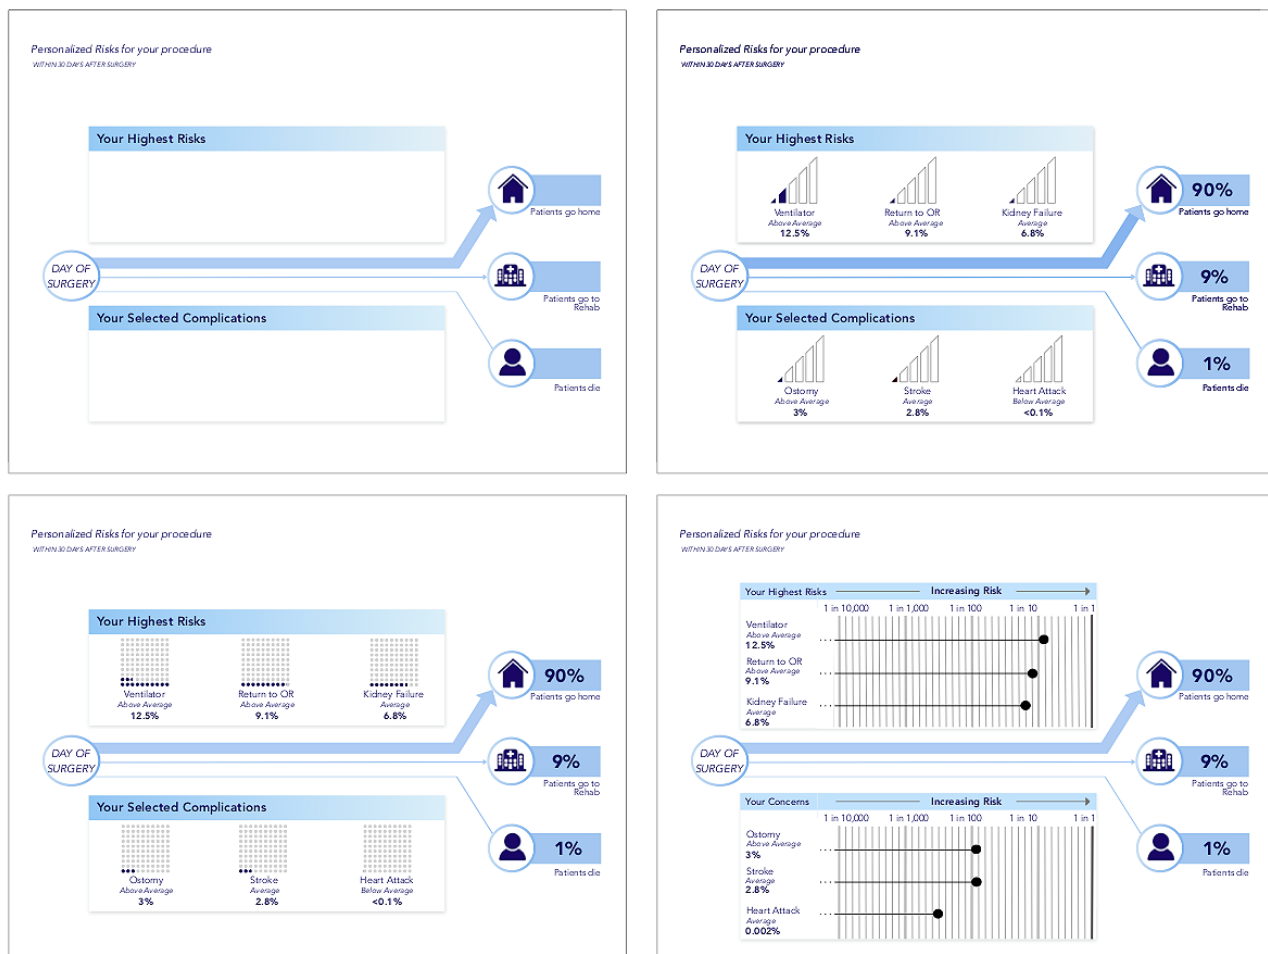 Personalized Risks for your procedure
WITHIN 30 DAYS AFTER SURGERY
Your Highest Risks
Patients go home
DAY OF
SURGERY
Patients go to
Rehab
Your Selected Complications
Patients die
Personalized Risks for your procedure
WITHIN 30 DAYS AFTER SURGERY
Your Highest Risks
Ventilator Return to OR Kidney Failure
Above Average Above Average Average
12.5% 9.1% 6.8%
90%
Patients go home
DAY OF
SURGERY
9%
Patients go to
Rehab
Your Selected Complications
Ostomy Stroke Heart Attack
Above Average Average Below Average
3% 2.8% <0.1%
1%
Patients die
Personalized Risks for your procedure
WITHIN 30 DAYS AFTER SURGERY
Your Highest Risks
Ventilator Return to OR Kidney Failure
Above Average Above Average Average
12.5% 9.1% 6.8%
90%
Patients go home
DAY OF
SURGERY
9%
Patients go to
Rehab
Your Selected Complications
Ostomy Stroke Heart Attack
Above Average Average Below Average
3% 2.8% <0.1%
1%
Patients die
Personalized Risks for your procedure
WITHIN 30 DAYS AFTER SURGERY
Your Highest Risks Increasing Risk
1 in 10,000 1 in 1,000 1 in 100 1 in 10 1 in 1
Ventilator
Above Average
12.5%
Return to OR
Above Average
9.1%
Kidney Failure
Average
6.8%
90%
Patients go home
DAY OF
SURGERY
9%
Patients go to
Rehab
Your Concerns Increasing Risk
1 in 10,000 1 in 1,000 1 in 100 1 in 10 1 in 1
Ostomy
Above Average
3%
Stroke
Average
2.8%
Heart Attack
Average
0.002%
1%
Patients die